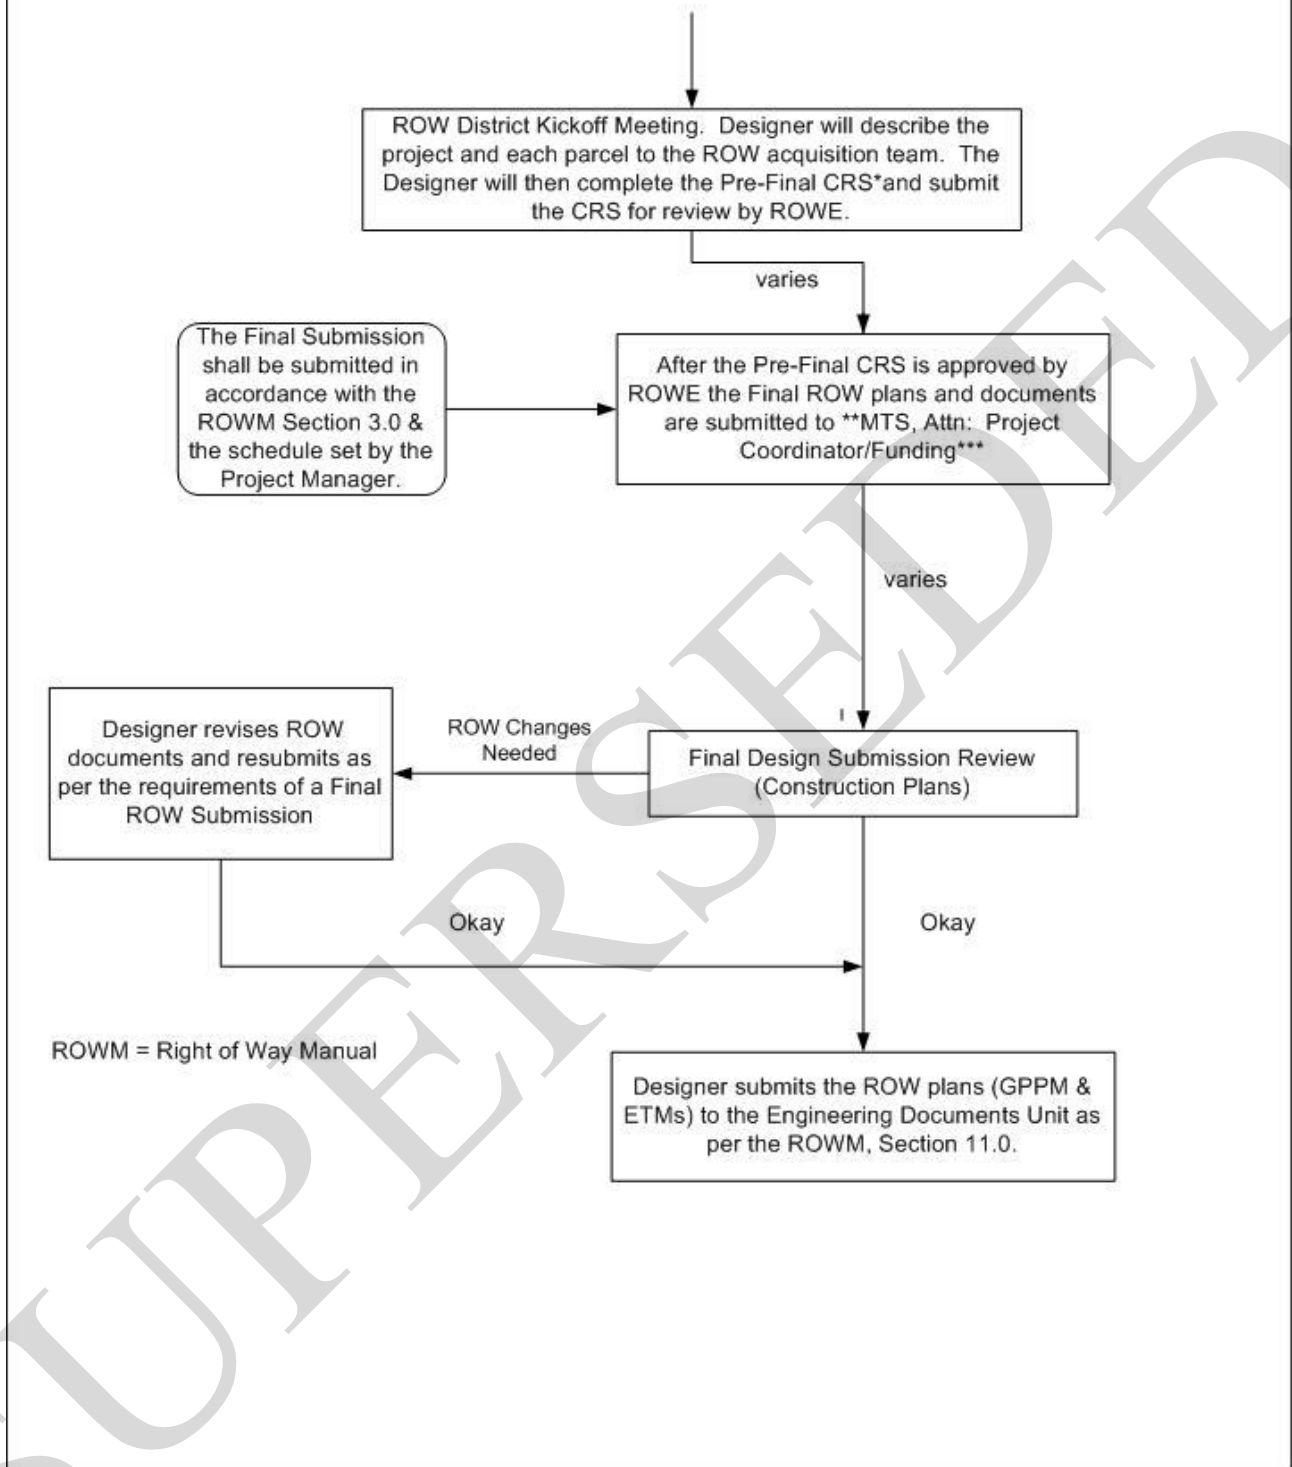 ROW District Kickoff Meeting. Designer will describe the
project and each parcel to the ROW acquisition team. The
Designer will then complete the Pre-Final CRS*and submit
the CRS for review by ROWE.
varies
The Final Submission
shall be submitted in
accordance with the
ROWM Section 3.0 &
the schedule set by the
Project Manager.
After the Pre-Final CRS is approved by
ROWE the Final ROW plans and documents
are submitted to **MTS, Attn: Project
Coordinator/Funding***
varies
Designer revises ROW
documents and resubmits as
per the requirements of a Final
ROW Submission
ROW Changes
Needed
Final Design Submission Review
(Construction Plans)
Okay
Okay
ROWM = Right of Way Manual
Designer submits the ROW plans (GPPM &
ETMs) to the Engineering Documents Unit as
per the ROWM, Section 11.0.
SUPERSEDED